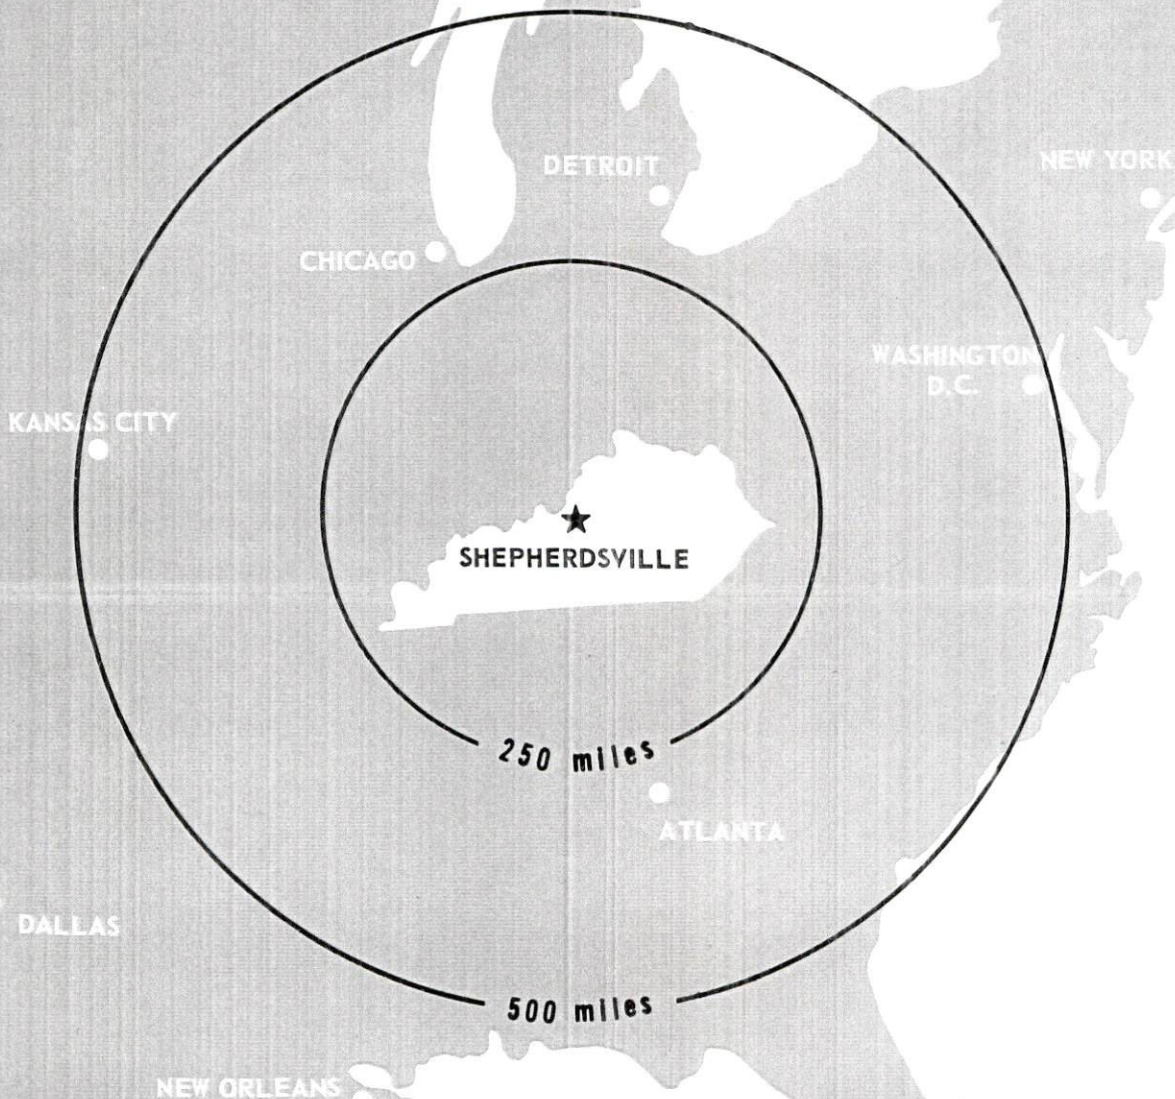 DETROIT
NEW YORK
CHICAGO
WASHINGTON
D.C.
KANSAS CITY
SHEPHERDSVILLE
250 miles
ATLANTA
DALLAS
500 miles
NEW ORLEANS